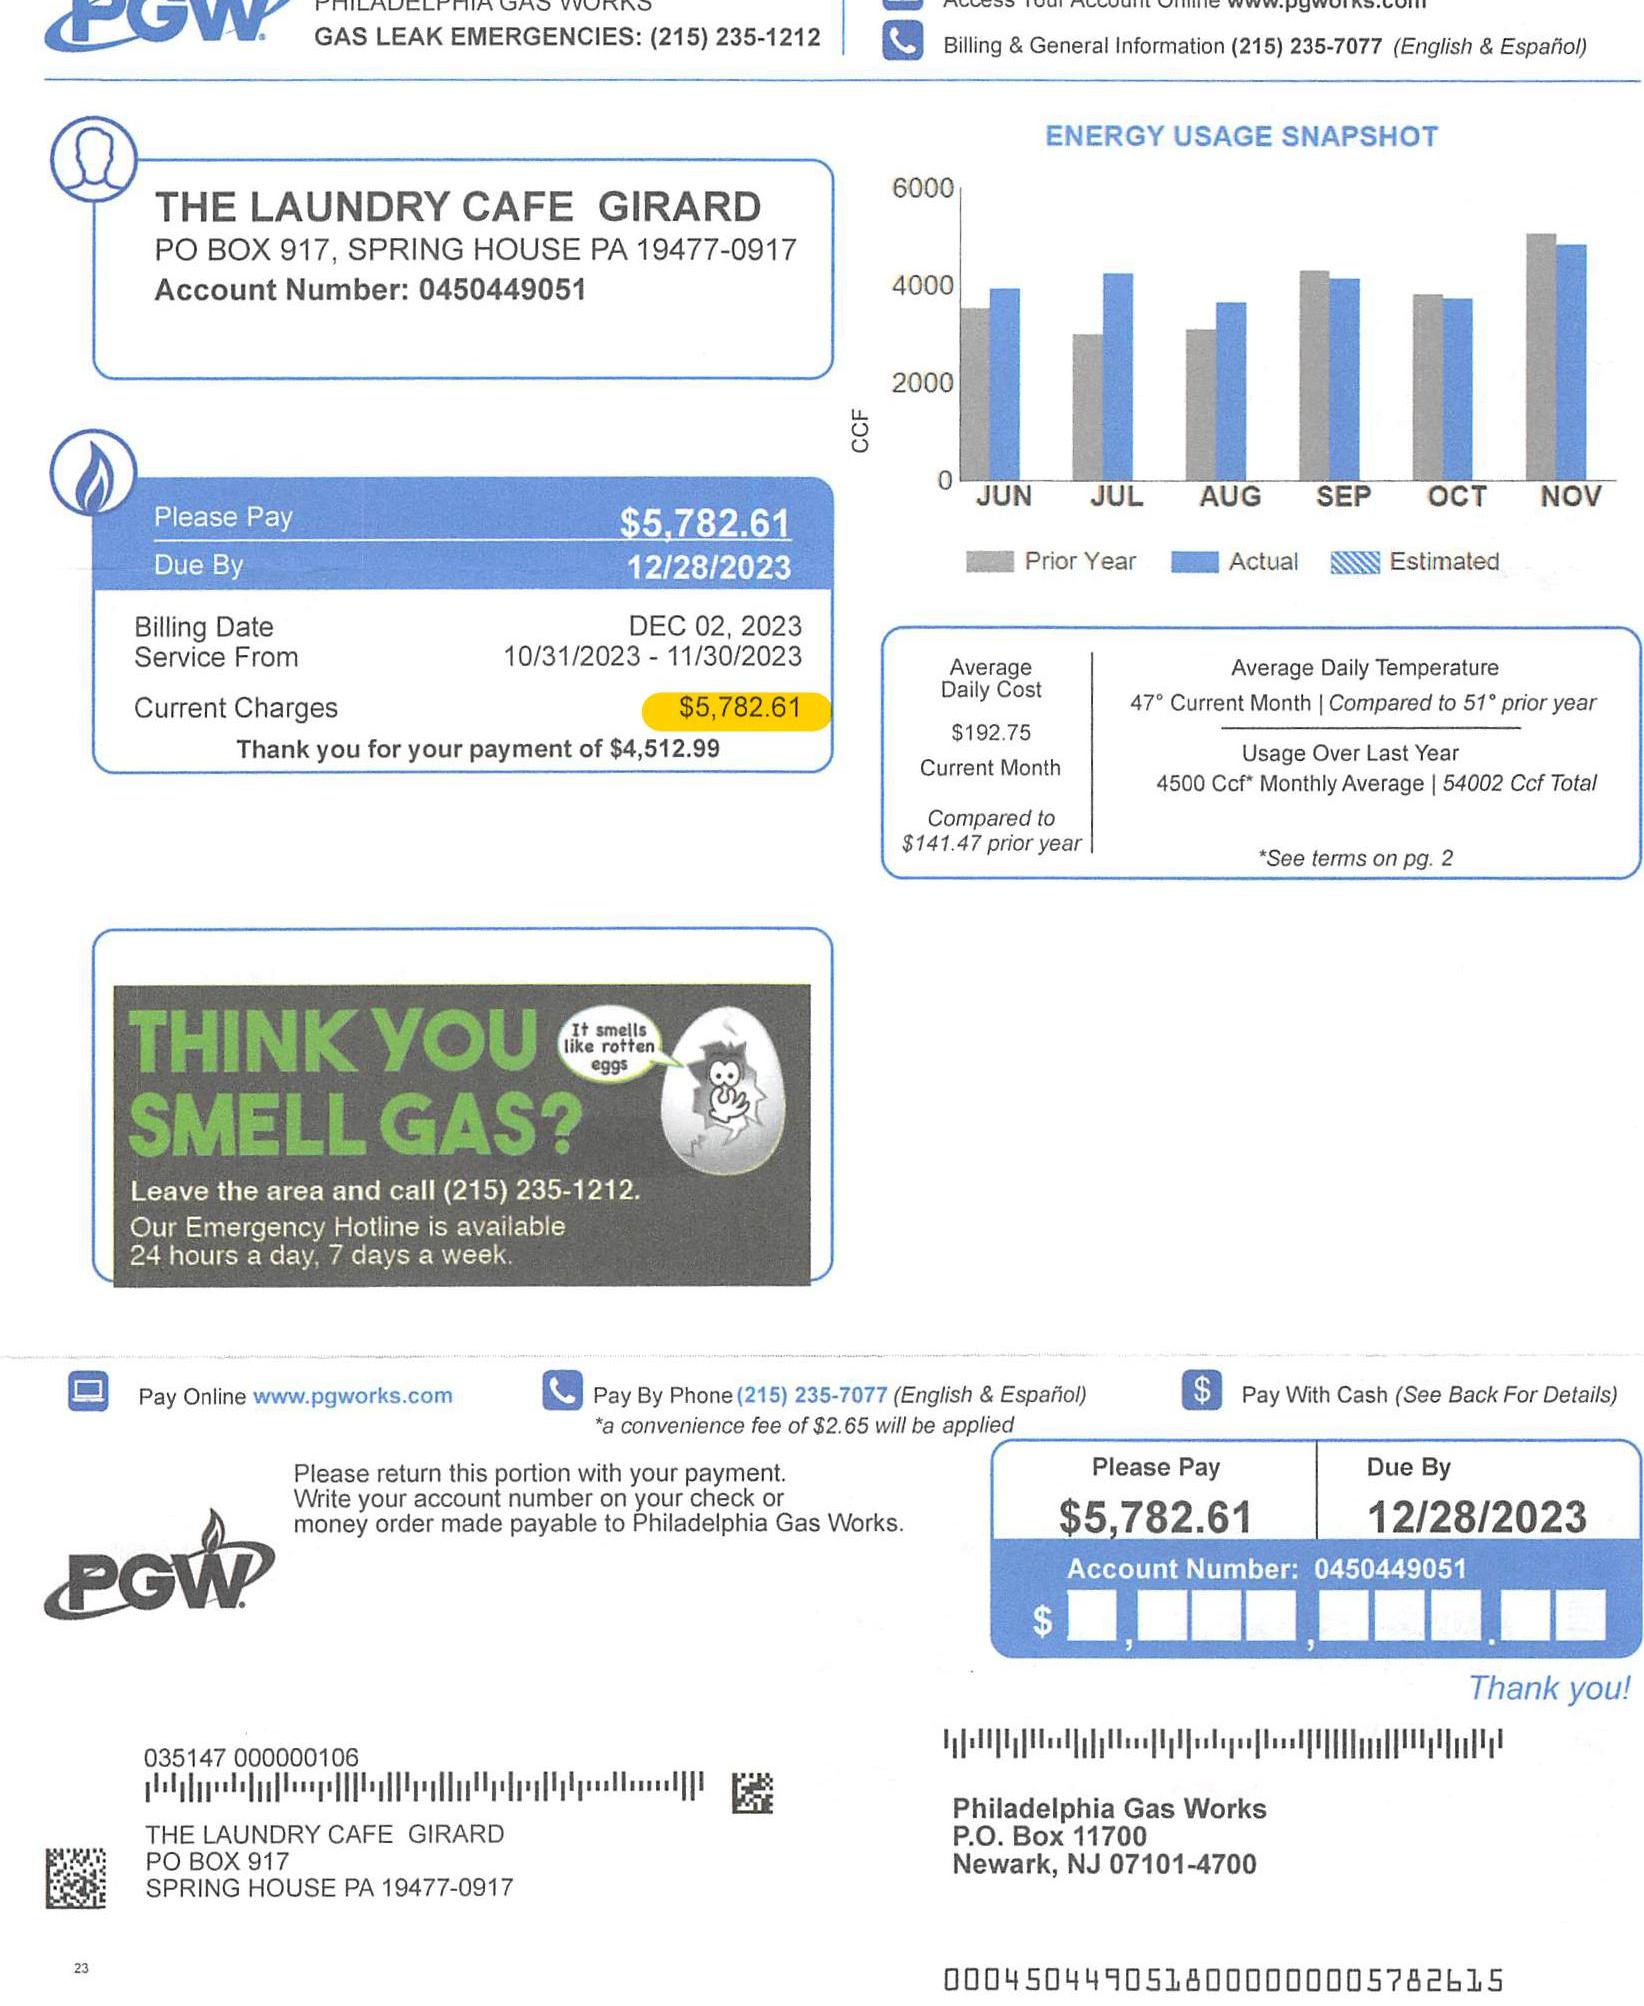 PGW
PHILADELPHIA GAS WORKS
GAS LEAK EMERGENCIES: (215) 235-1212
Access Your Account Online www.pgworks.com
Billing & General Information (215) 235-7077 (English & Español)
THE LAUNDRY CAFE GIRARD
PO BOX 917, SPRING HOUSE PA 19477-0917
Account Number: 0450449051
Please Pay $5,782.61
Due By 12/28/2023
Billing Date DEC 02, 2023
Service From 10/31/2023 - 11/30/2023
Current Charges $5,782.61
Thank you for your payment of $4,512.99
ENERGY USAGE SNAPSHOT
6000
4000
2000
0
CCF
JUN JUL AUG SEP OCT NOV
Prior Year Actual Estimated
Average
Daily Cost
$192.75
Current Month
Compared to
$141.47 prior year
Average Daily Temperature
47° Current Month | Compared to 51° prior year
Usage Over Last Year
4500 Ccf* Monthly Average | 54002 Ccf Total
*See terms on pg. 2
THINK YOU
SMELL GAS?
It smells
like rotten
eggs
Leave the area and call (215) 235-1212.
Our Emergency Hotline is available
24 hours a day, 7 days a week.
Pay Online www.pgworks.com
Pay By Phone (215) 235-7077 (English & Español)
*a convenience fee of $2.65 will be applied
$ Pay With Cash (See Back For Details)
Please return this portion with your payment.
Write your account number on your check or
money order made payable to Philadelphia Gas Works.
PGW
Please Pay Due By
$5,782.61 12/28/2023
Account Number: 0450449051
$ , , .
Thank you!
035147 000000106
THE LAUNDRY CAFE GIRARD
PO BOX 917
SPRING HOUSE PA 19477-0917
Philadelphia Gas Works
P.O. Box 11700
Newark, NJ 07101-4700
23
000450449051800000000005782615